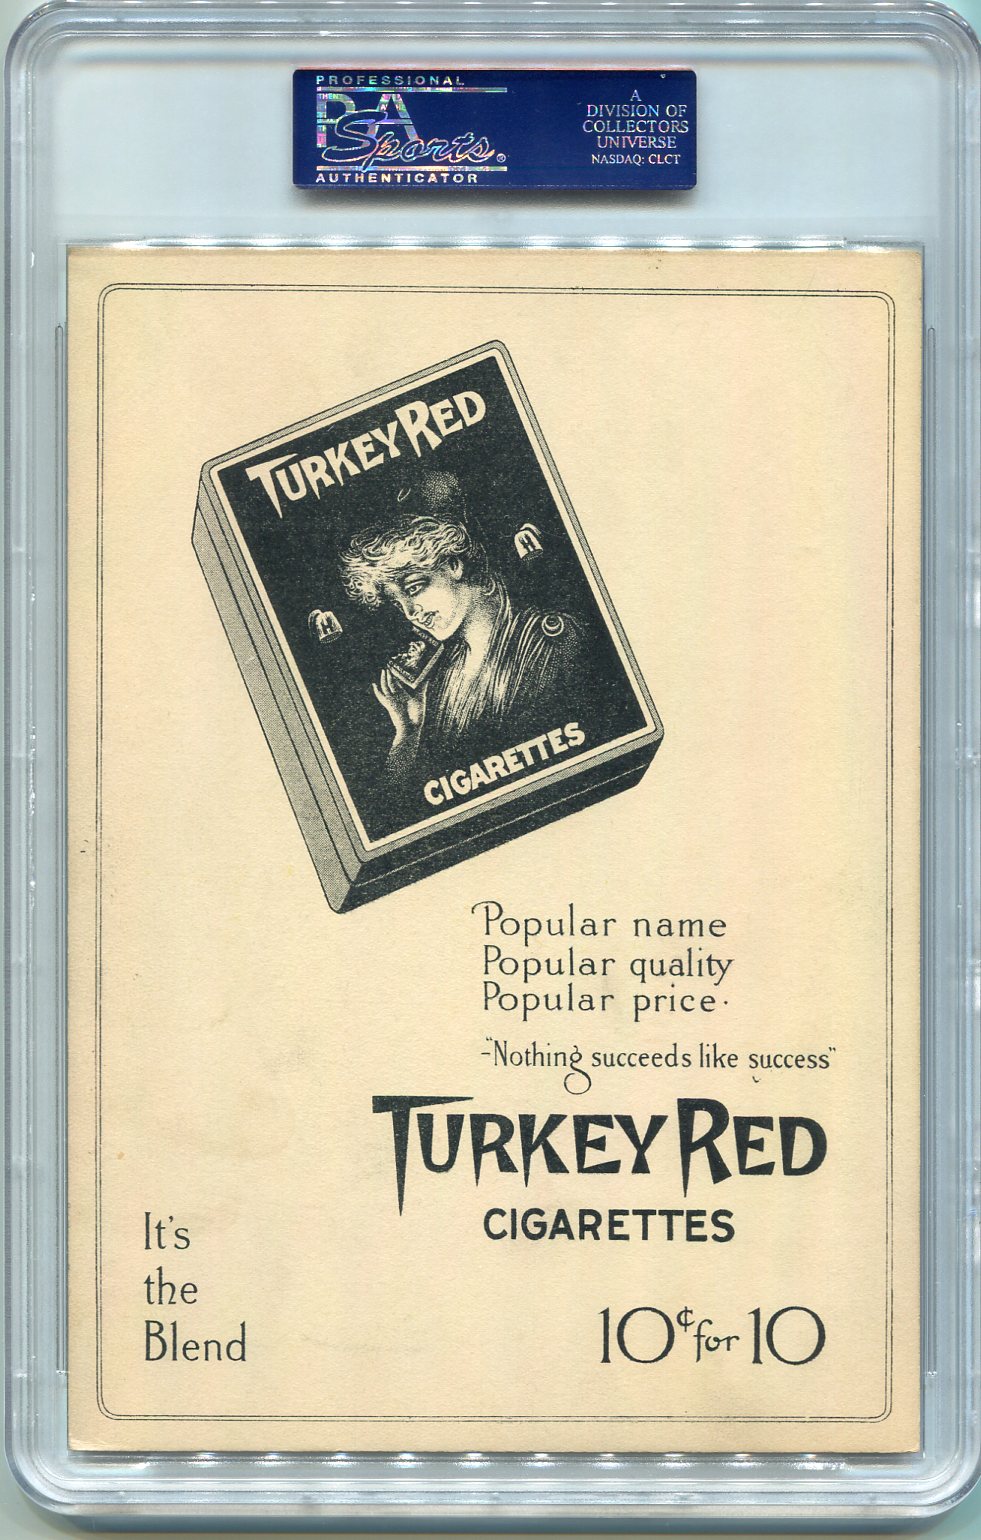 PROFESSIONAL
PSA
Sports®
AUTHENTICATOR
A
DIVISION OF
COLLECTORS
UNIVERSE
NASDAQ: CLCT
TURKEY RED
CIGARETTES
Popular name
Popular quality
Popular price.
-"Nothing succeeds like success"
TURKEY RED
CIGARETTES
It's
the
Blend
10¢ for 10